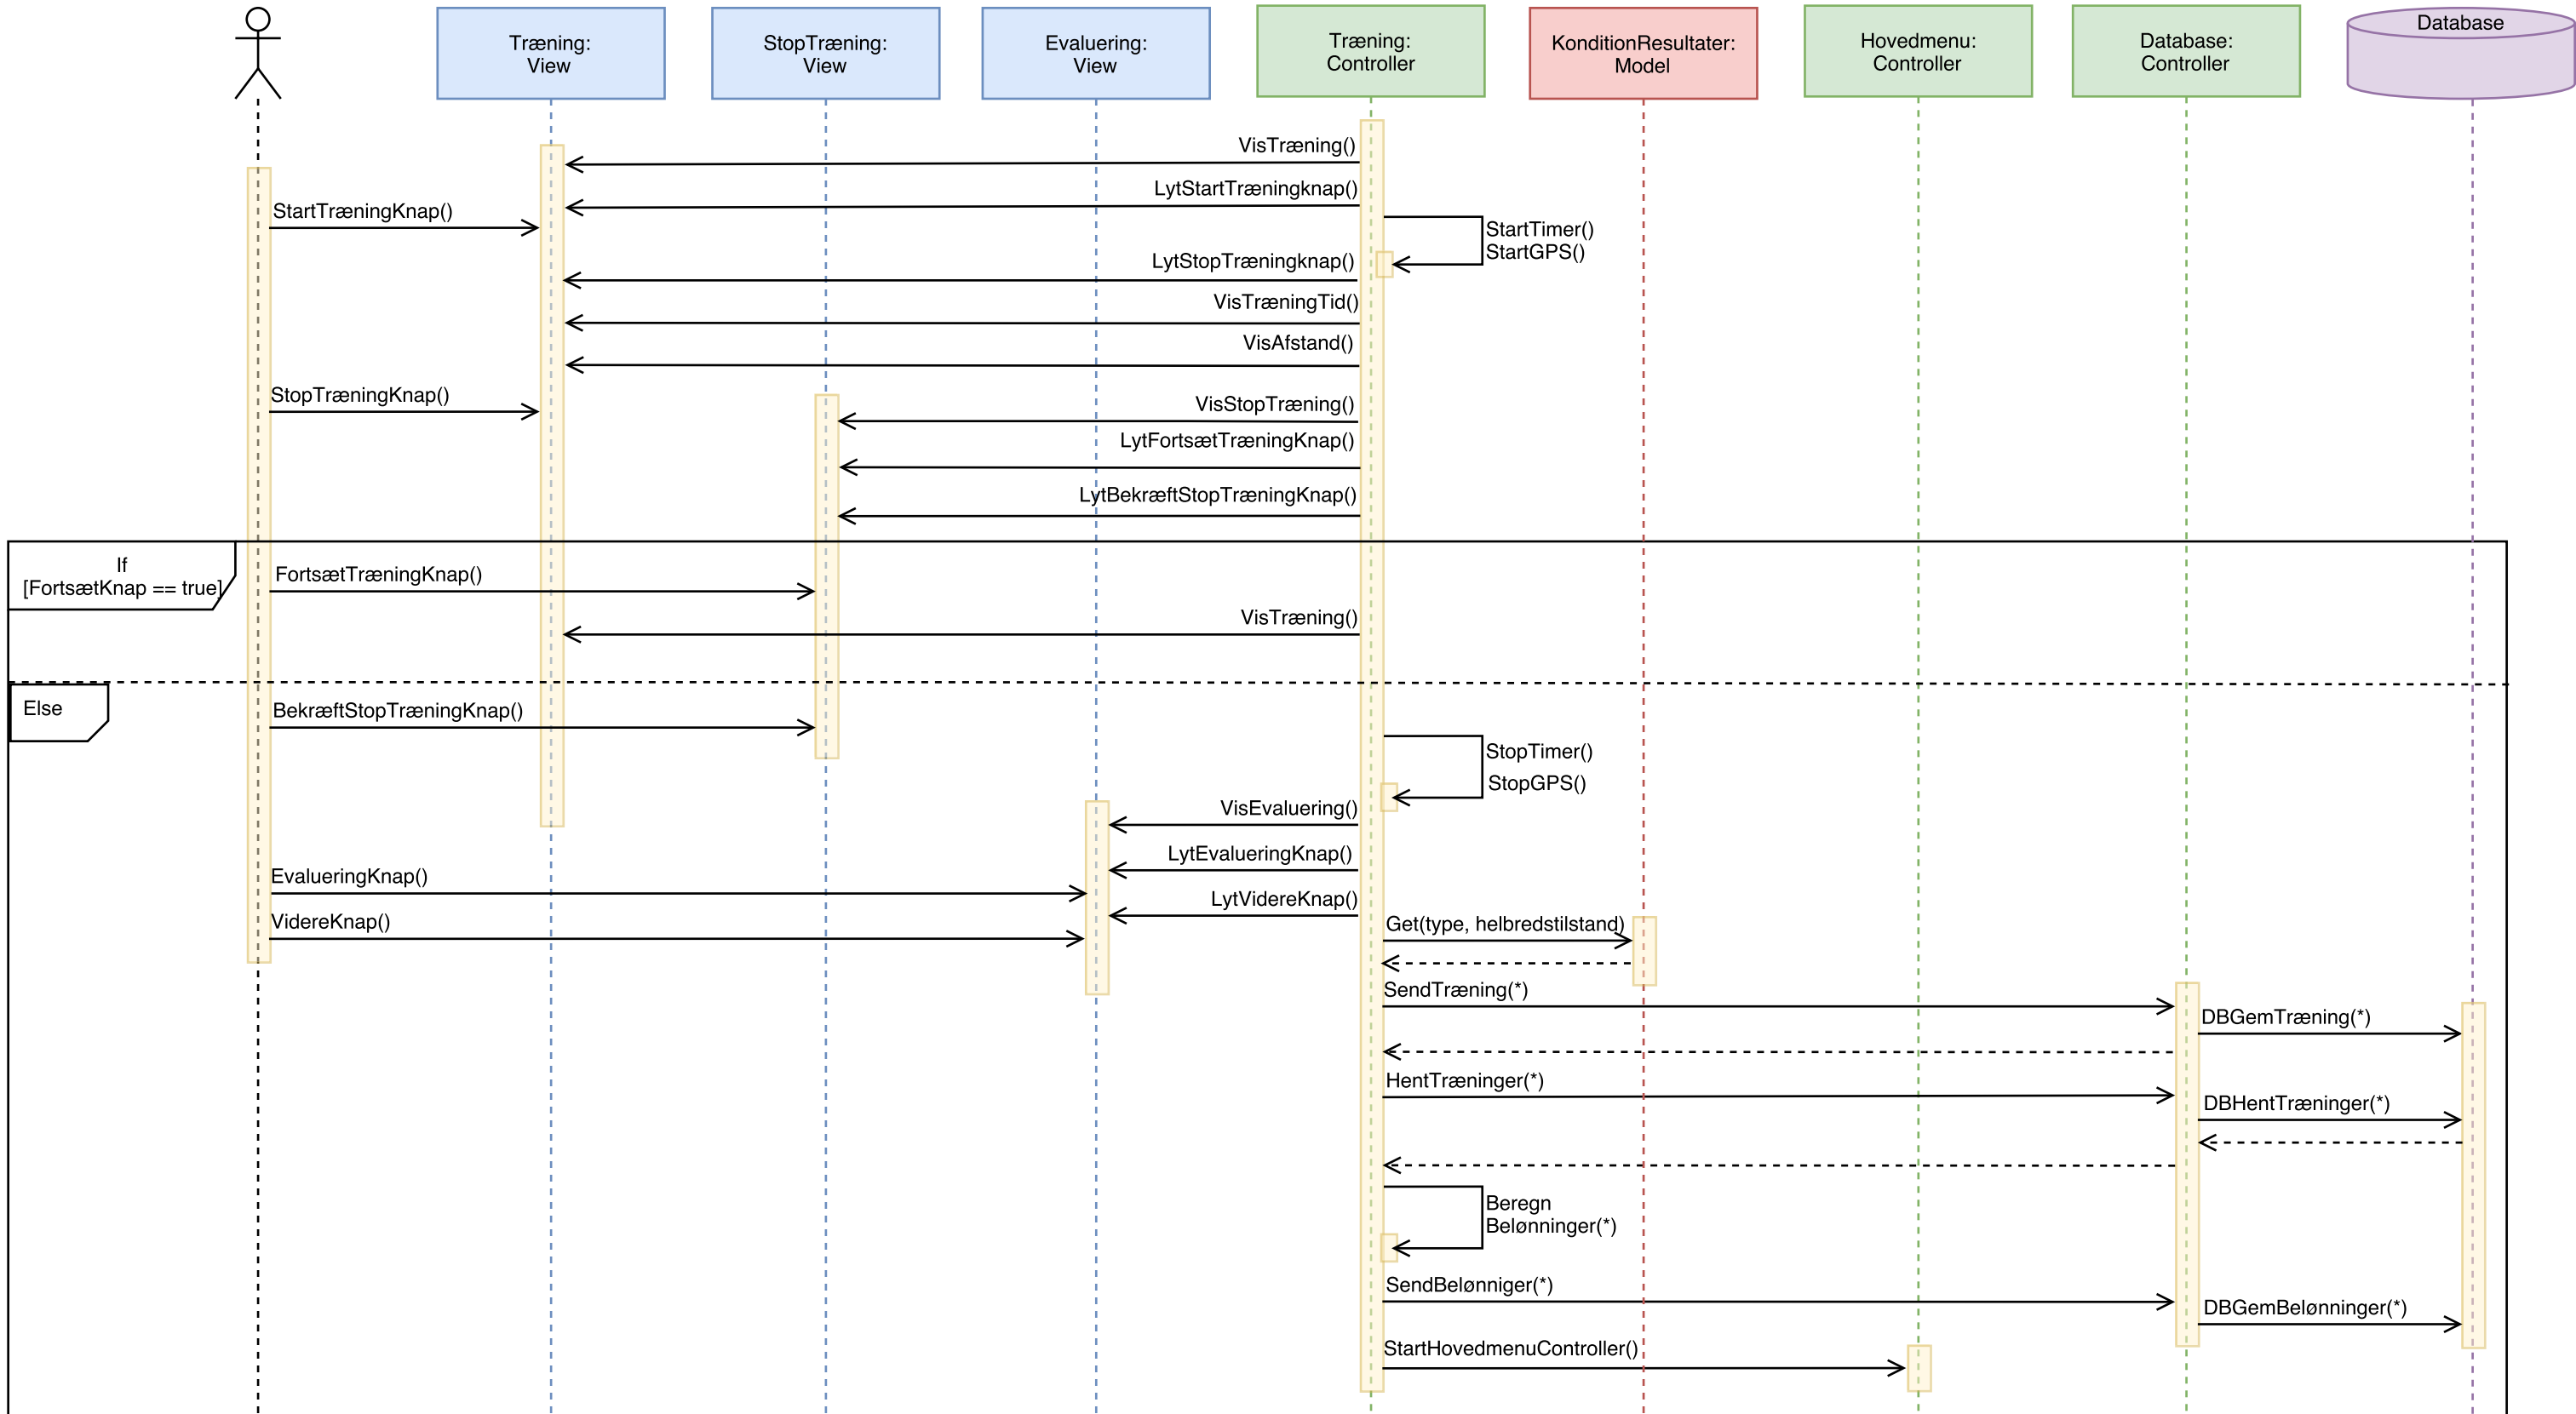 Træning:
View
StopTræning:
View
Evaluering:
View
Træning:
Controller
KonditionResultater:
Model
Hovedmenu:
Controller
Database:
Controller
Database
VisTræning()
LytStartTræningknap()
StartTræningKnap()
StartTimer()
StartGPS()
LytStopTræningknap()
VisTræningTid()
VisAfstand()
StopTræningKnap()
VisStopTræning()
LytFortsætTræningKnap()
LytBekræftStopTræningKnap()
If
[FortsætKnap == true]
FortsætTræningKnap()
VisTræning()
Else
BekræftStopTræningKnap()
StopTimer()
StopGPS()
VisEvaluering()
LytEvalueringKnap()
EvalueringKnap()
LytVidereKnap()
VidereKnap()
Get(type, helbredstilstand)
SendTræning(*)
DBGemTræning(*)
HentTræninger(*)
DBHentTræninger(*)
Beregn
Belønninger(*)
SendBelønniger(*)
DBGemBelønninger(*)
StartHovedmenuController()